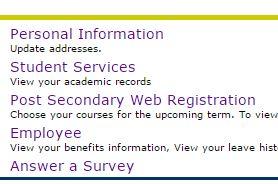 Personal Information
Update addresses.
Student Services
View your academic records
Post Secondary Web Registration
Choose your courses for the upcoming term. To view
Employee
View your benefits information, View your leave hist
Answer a Survey